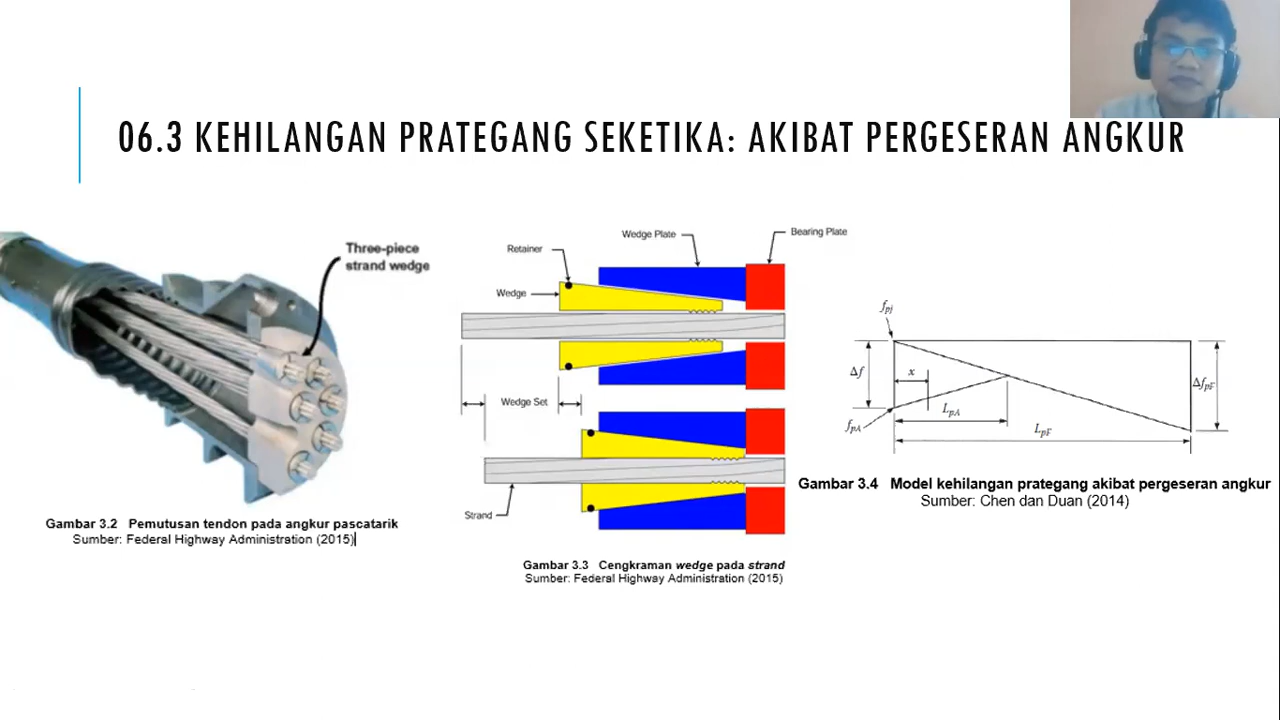 06.3 KEHILANGAN PRATEGANG SEKETIKA: AKIBAT PERGESERAN ANGKUR
Three-piece
strand wedge
Gambar 3.2 Pemutusan tendon pada angkur pascatarik
Sumber: Federal Highway Administration (2015)
Wedge Plate
Bearing Plate
Retainer
Wedge
Wedge Set
Strand
Gambar 3.3 Cengkraman wedge pada strand
Sumber: Federal Highway Administration (2015)
fpj
Δf
x
ΔfpF
LpA
fpA
LpF
Gambar 3.4 Model kehilangan prategang akibat pergeseran angkur
Sumber: Chen dan Duan (2014)